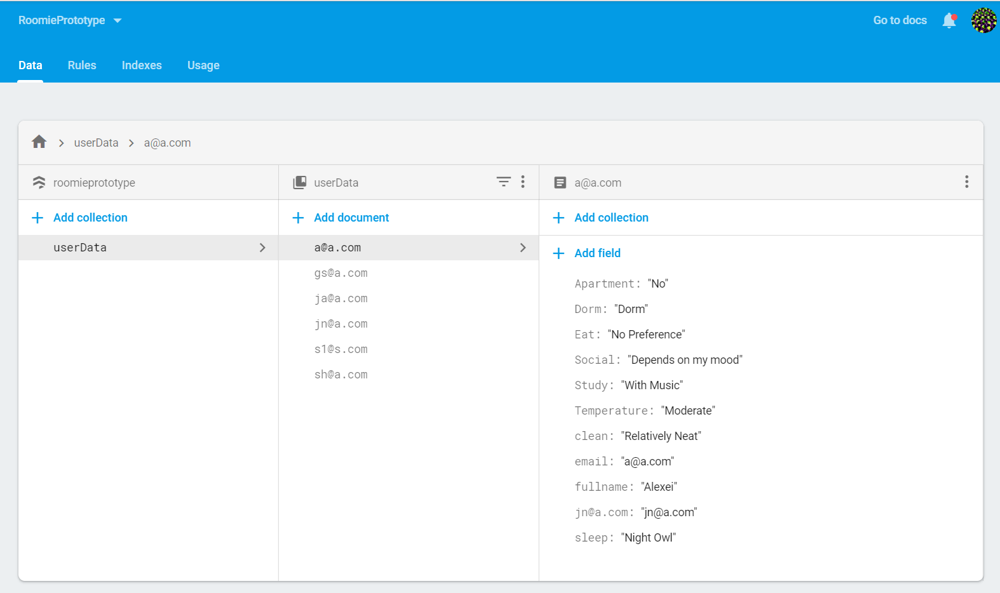 RoomiePrototype
Go to docs
Data Rules Indexes Usage
userData a@a.com
roomieprototype
userData
a@a.com
Add collection
userData
Add document
a@a.com
gs@a.com
ja@a.com
jn@a.com
s1@s.com
sh@a.com
Add collection
Add field
Apartment: "No"
Dorm: "Dorm"
Eat: "No Preference"
Social: "Depends on my mood"
Study: "With Music"
Temperature: "Moderate"
clean: "Relatively Neat"
email: "a@a.com"
fullname: "Alexei"
jn@a.com: "jn@a.com"
sleep: "Night Owl"